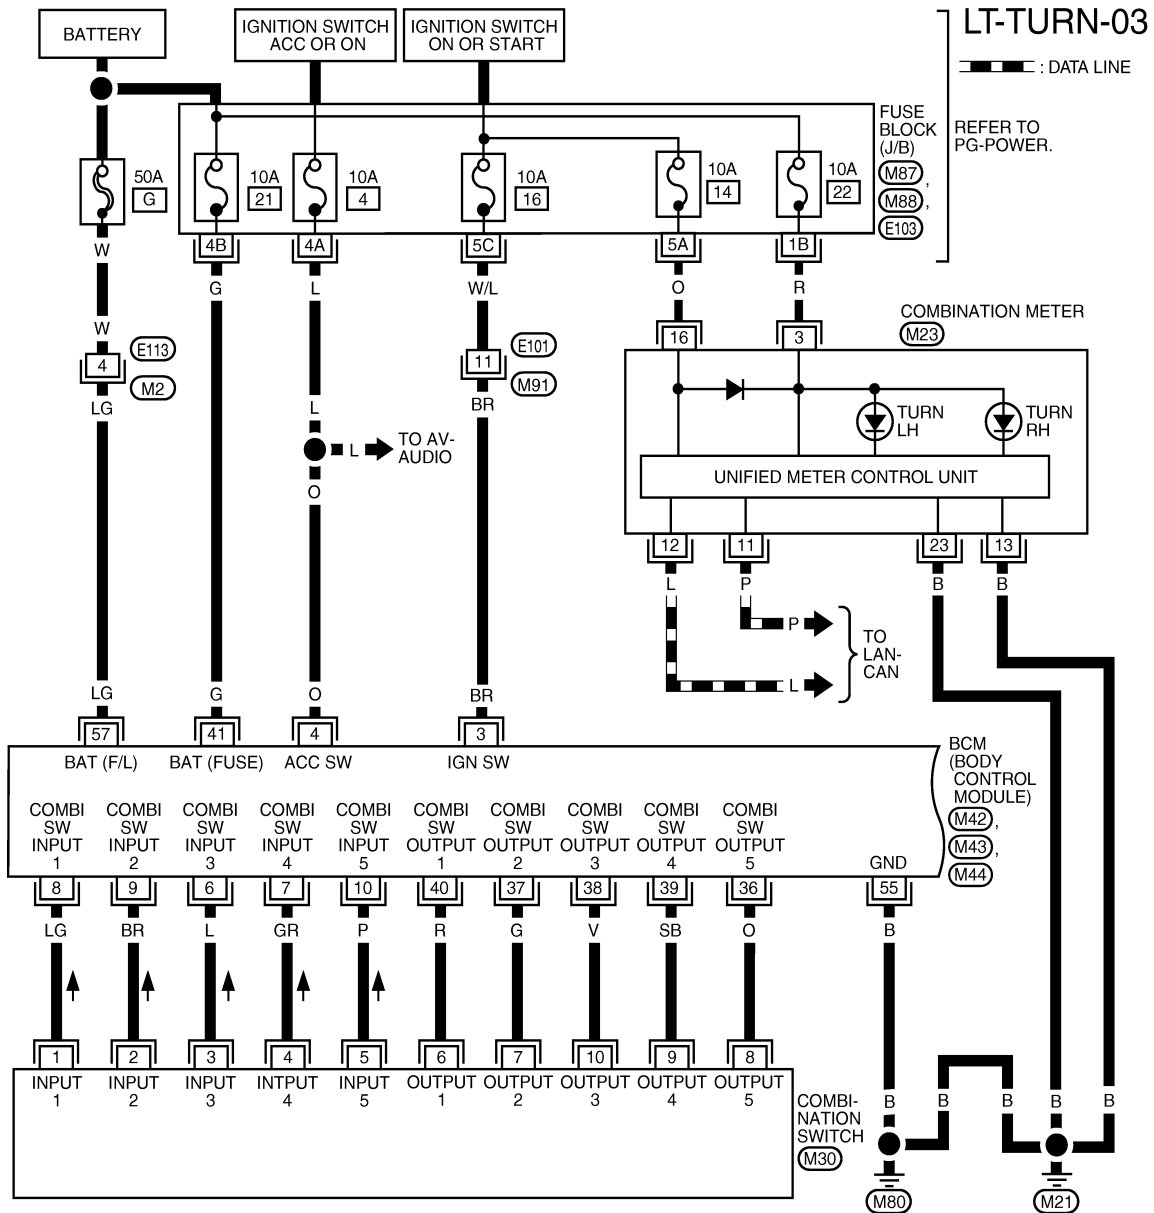 LT-TURN-03
: DATA LINE
BATTERY
IGNITION SWITCH
ACC OR ON
IGNITION SWITCH
ON OR START
FUSE
BLOCK
(J/B)
M87 ,
M88 ,
E103
REFER TO
PG-POWER.
50A
G
10A
21
10A
4
10A
16
10A
14
10A
22
4B
4A
5C
5A
1B
W
G
L
W/L
O
R
COMBINATION METER
M23
16
3
W
4
E113
M2
LG
11
E101
M91
BR
L
L
TO AV-
AUDIO
O
TURN
LH
TURN
RH
UNIFIED METER CONTROL UNIT
12
11
23
13
L
P
B
B
P
L
TO
LAN-
CAN
LG
G
O
BR
57
41
4
3
BAT (F/L)
BAT (FUSE)
ACC SW
IGN SW
BCM
(BODY
CONTROL
MODULE)
M42 ,
M43 ,
M44
COMBI
SW
INPUT
1
COMBI
SW
INPUT
2
COMBI
SW
INPUT
3
COMBI
SW
INPUT
4
COMBI
SW
INPUT
5
COMBI
SW
OUTPUT
1
COMBI
SW
OUTPUT
2
COMBI
SW
OUTPUT
3
COMBI
SW
OUTPUT
4
COMBI
SW
OUTPUT
5
GND
8
9
6
7
10
40
37
38
39
36
55
LG
BR
L
GR
P
R
G
V
SB
O
B
1
2
3
4
5
6
7
10
9
8
INPUT
1
INPUT
2
INPUT
3
INTPUT
4
INPUT
5
OUTPUT
1
OUTPUT
2
OUTPUT
3
OUTPUT
4
OUTPUT
5
COMBI-
NATION
SWITCH
M30
B
B
B
B
B
M80
M21